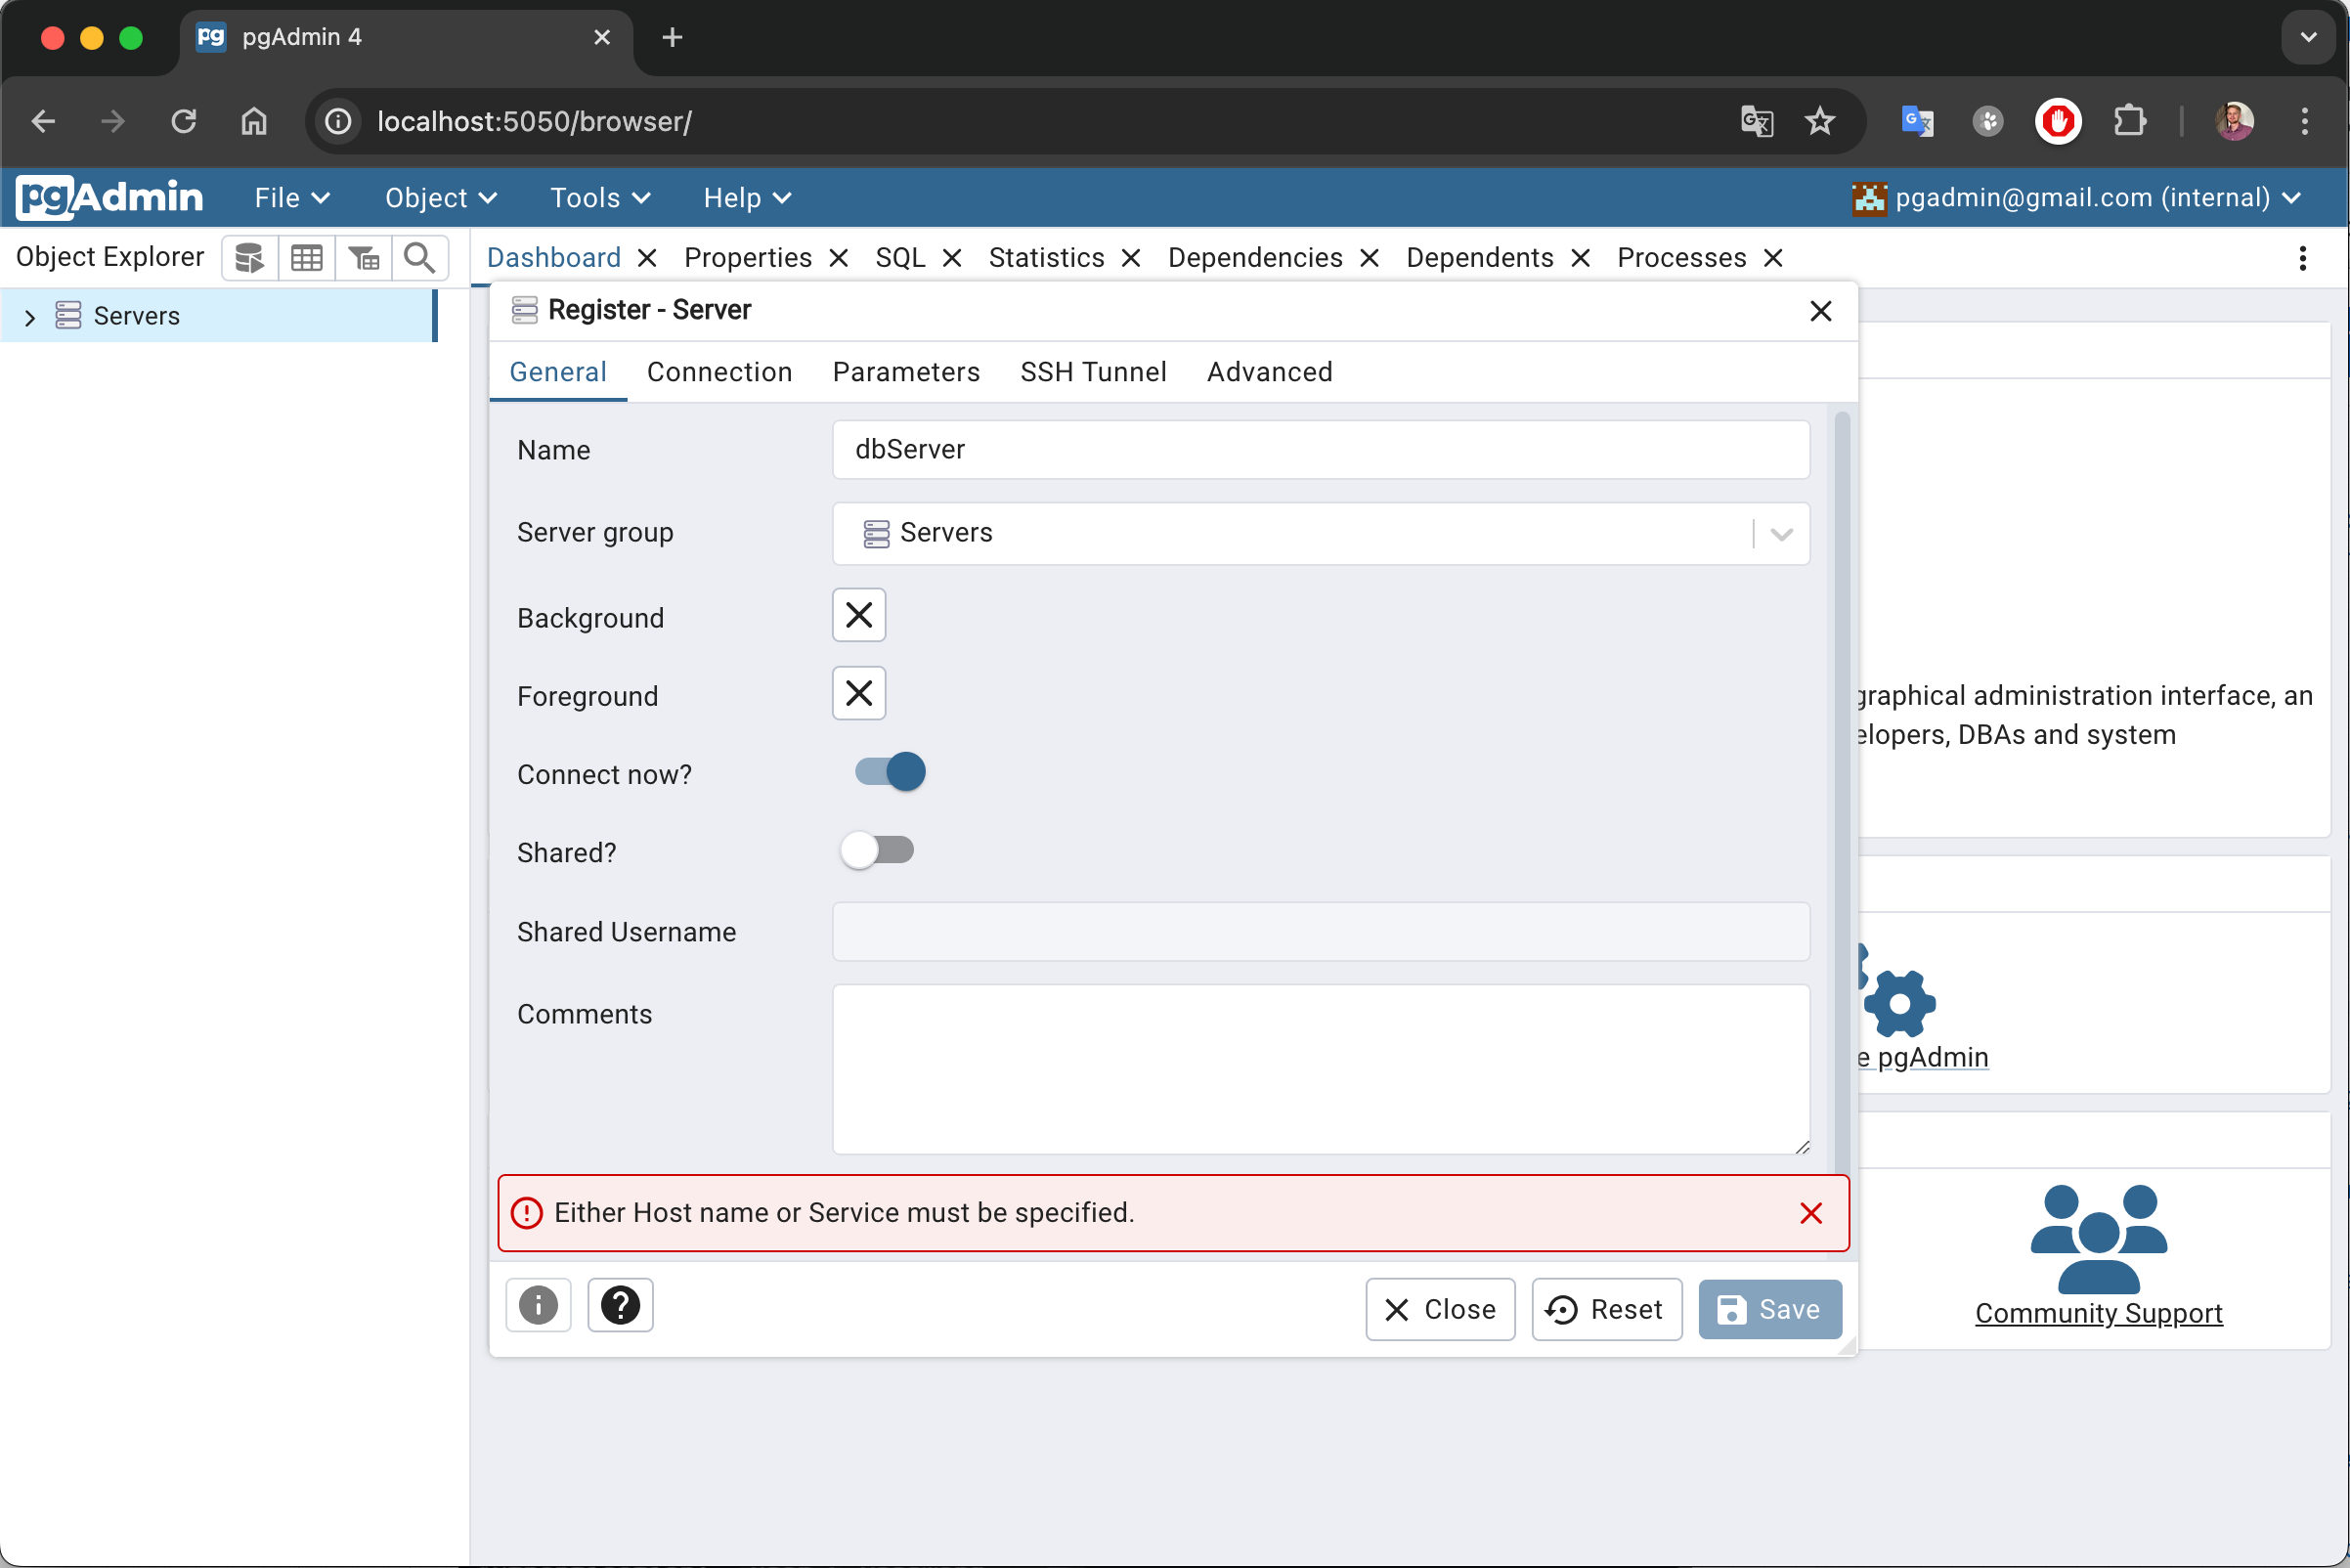 pgAdmin 4
localhost:5050/browser/
pgAdmin File Object Tools Help pgadmin@gmail.com (internal)
Object Explorer Dashboard Properties SQL Statistics Dependencies Dependents Processes
Servers
Register - Server
General Connection Parameters SSH Tunnel Advanced
Name dbServer
Server group Servers
Background
Foreground
graphical administration interface, an
elopers, DBAs and system
Connect now?
Shared?
Shared Username
Comments
e pgAdmin
Either Host name or Service must be specified.
Close Reset Save
Community Support